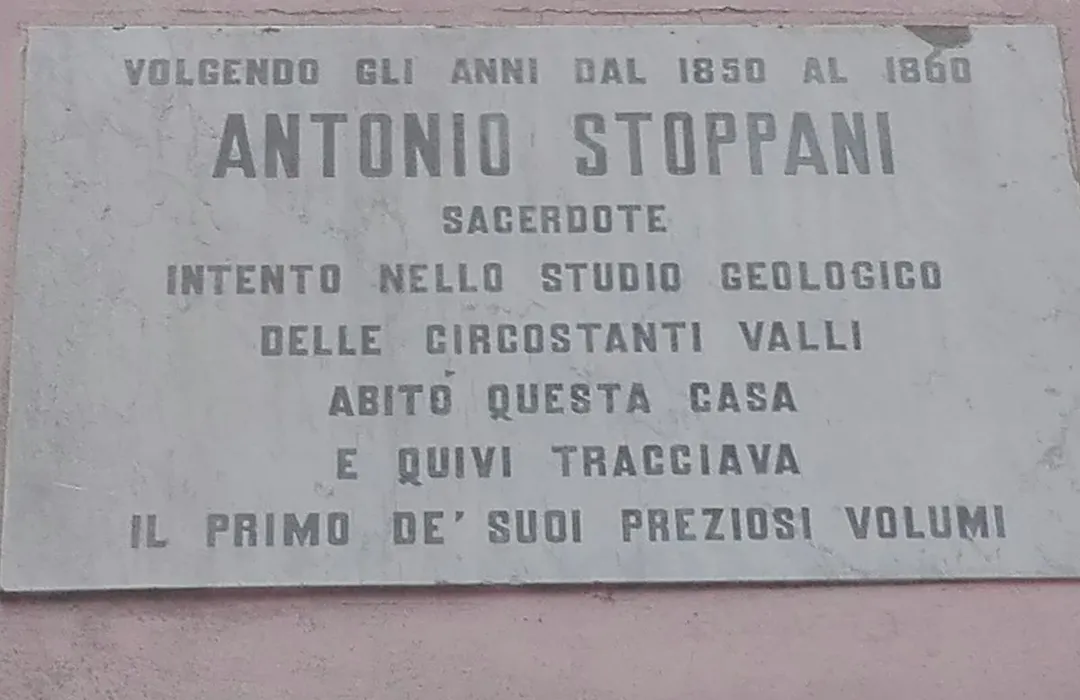 VOLGENDO GLI ANNI DAL 1850 AL 1860
ANTONIO STOPPANI
SACERDOTE
INTENTO NELLO STUDIO GEOLOGICO
DELLE CIRCOSTANTI VALLI
ABITÒ QUESTA CASA
E QUIVI TRACCIAVA
IL PRIMO DE' SUOI PREZIOSI VOLUMI